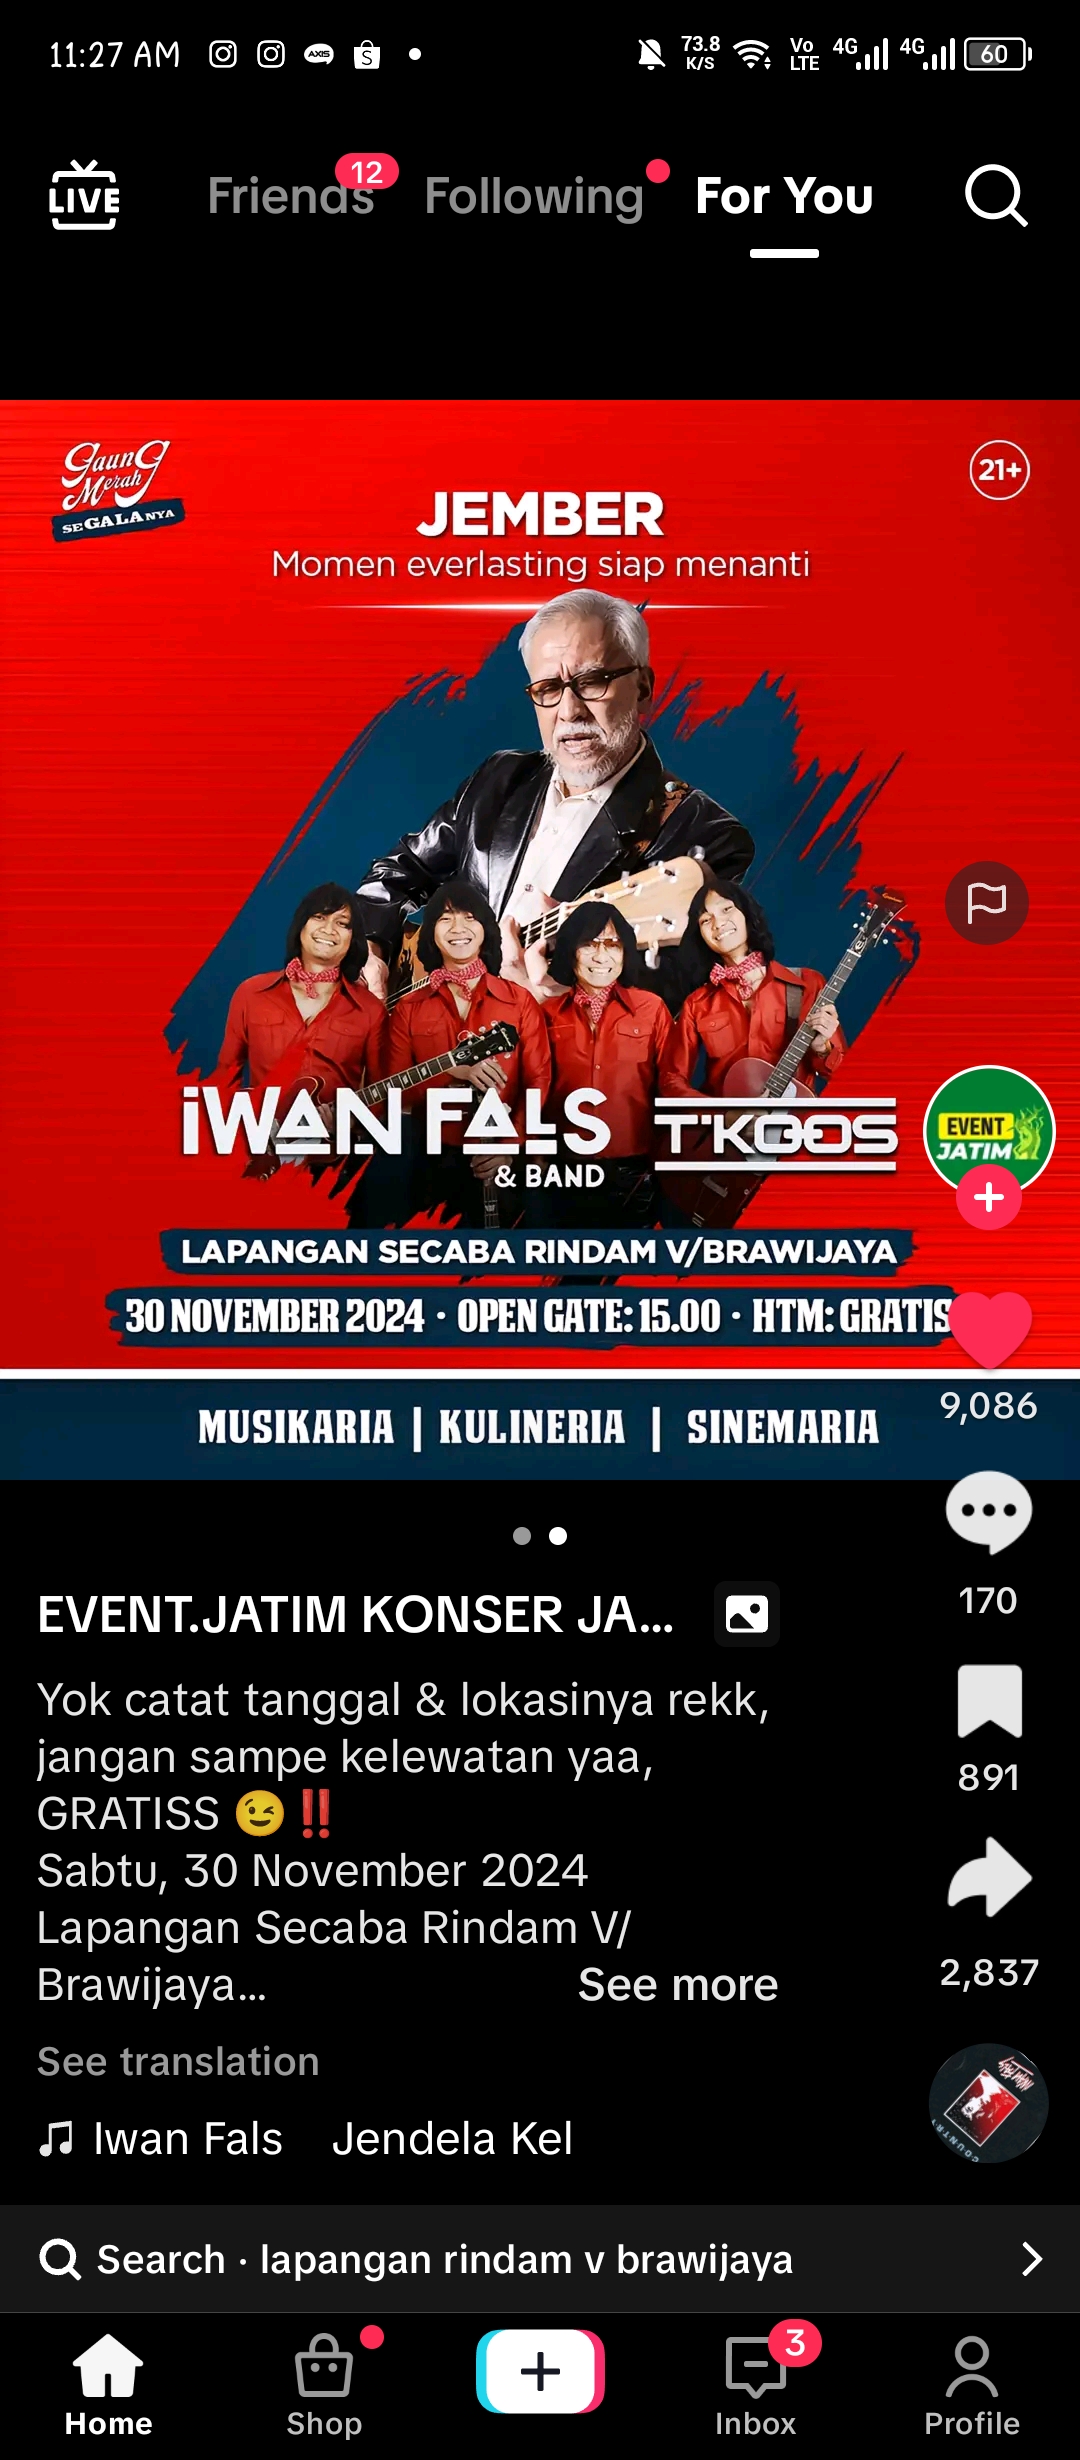 11:27 AM
AXIS
S
73.8
K/S
Vo
LTE
4G
4G
60
LIVE
Friends
12
Following
For You
Gaung
Merah
SEGALANYA
21+
JEMBER
Momen everlasting siap menanti
iWAN FALS
& BAND
T'KOOS
LAPANGAN SECABA RINDAM V/BRAWIJAYA
30 NOVEMBER 2024 · OPEN GATE: 15.00 · HTM: GRATIS
MUSIKARIA | KULINERIA | SINEMARIA
EVENT
JATIM
9,086
170
891
2,837
EVENT.JATIM KONSER JA...
Yok catat tanggal & lokasinya rekk,
jangan sampe kelewatan yaa,
GRATISS 😉‼️
Sabtu, 30 November 2024
Lapangan Secaba Rindam V/
Brawijaya...
See more
See translation
Iwan Fals Jendela Kel
COUNTRY
Search · lapangan rindam v brawijaya
Home
Shop
Inbox
3
Profile